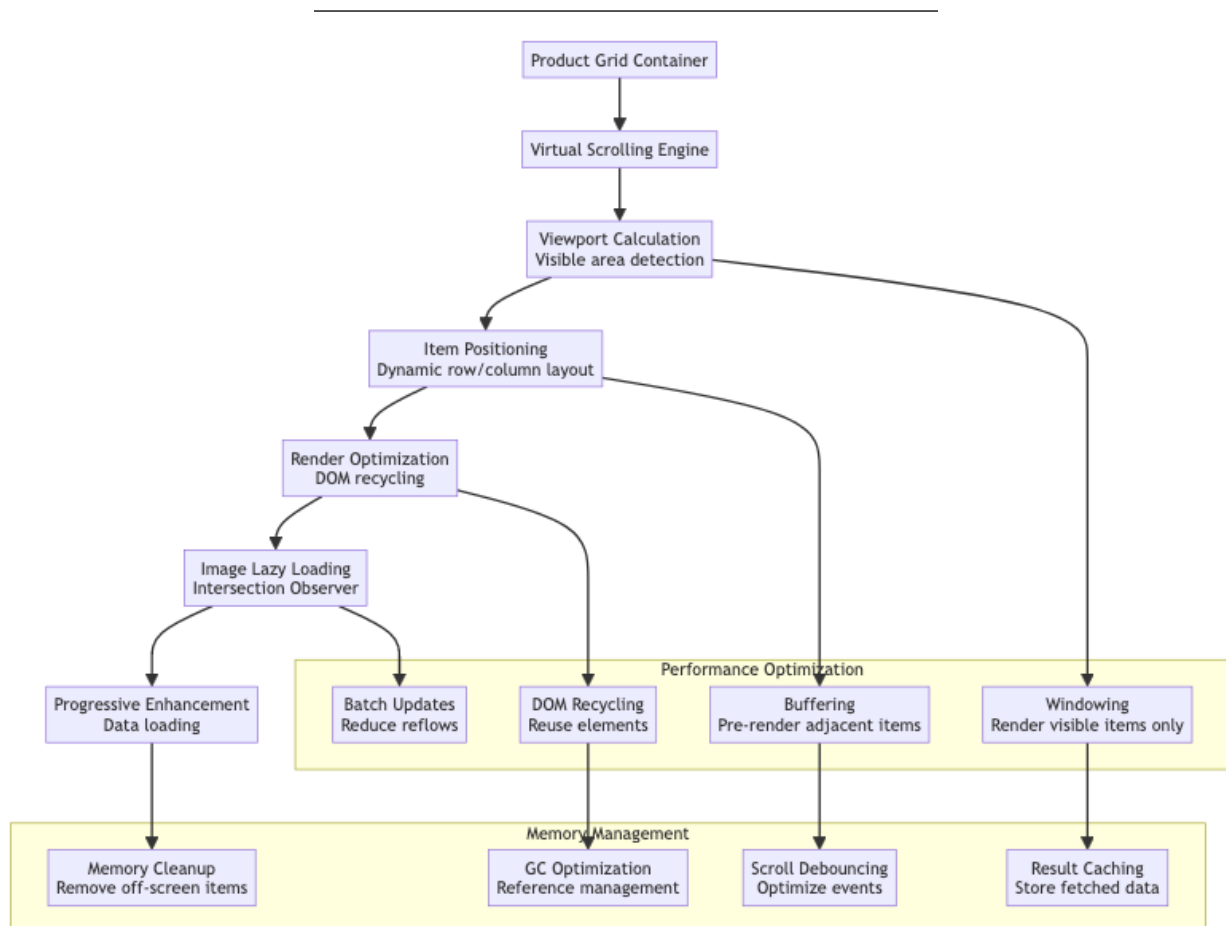 Product Grid Container
Virtual Scrolling Engine
Viewport Calculation
Visible area detection
Item Positioning
Dynamic row/column layout
Render Optimization
DOM recycling
Image Lazy Loading
Intersection Observer
Performance Optimization
Progressive Enhancement
Data loading
Batch Updates
Reduce reflows
DOM Recycling
Reuse elements
Buffering
Pre-render adjacent items
Windowing
Render visible items only
Memory Management
Memory Cleanup
Remove off-screen items
GC Optimization
Reference management
Scroll Debouncing
Optimize events
Result Caching
Store fetched data